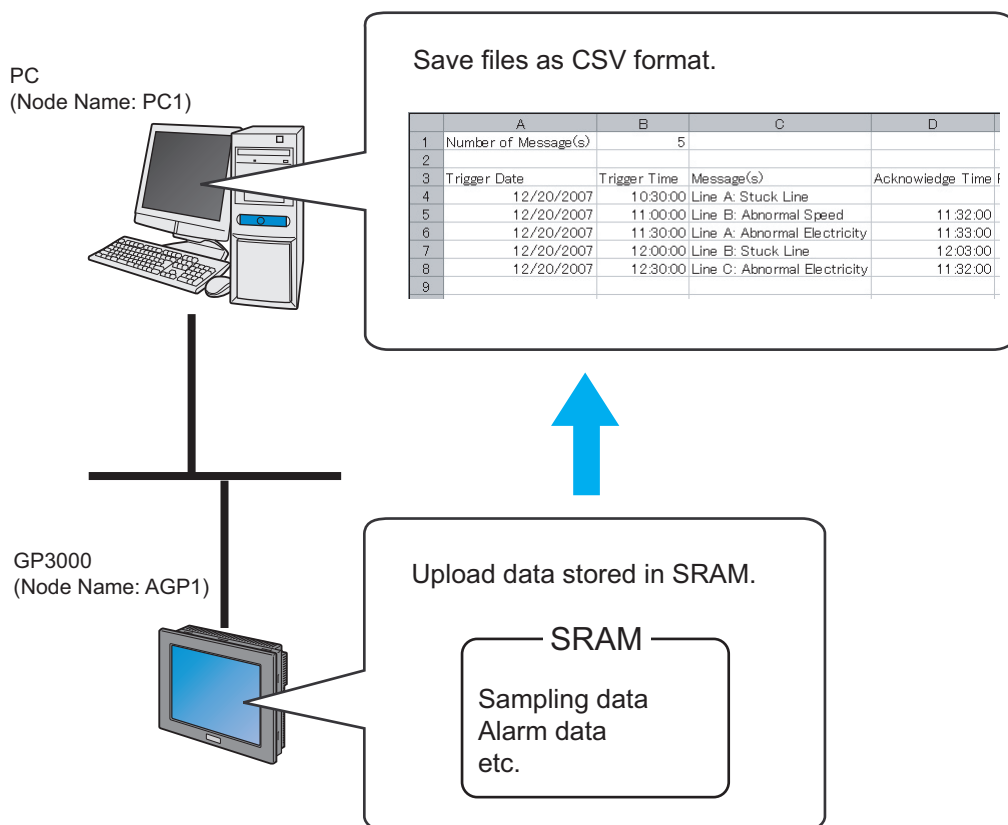 Save files as CSV format.
PC
(Node Name: PC1)
A B C D
1 Number of Message(s) 5
2
3 Trigger Date Trigger Time Message(s) Acknowiedge Time
4 12/20/2007 10:30:00 Line A: Stuck Line
5 12/20/2007 11:00:00 Line B: Abnormal Speed 11:32:00
6 12/20/2007 11:30:00 Line A: Abnormal Electricity 11:33:00
7 12/20/2007 12:00:00 Line B: Stuck Line 12:03:00
8 12/20/2007 12:30:00 Line C: Abnormal Electricity 11:32:00
9
GP3000
(Node Name: AGP1)
Upload data stored in SRAM.
SRAM
Sampling data
Alarm data
etc.